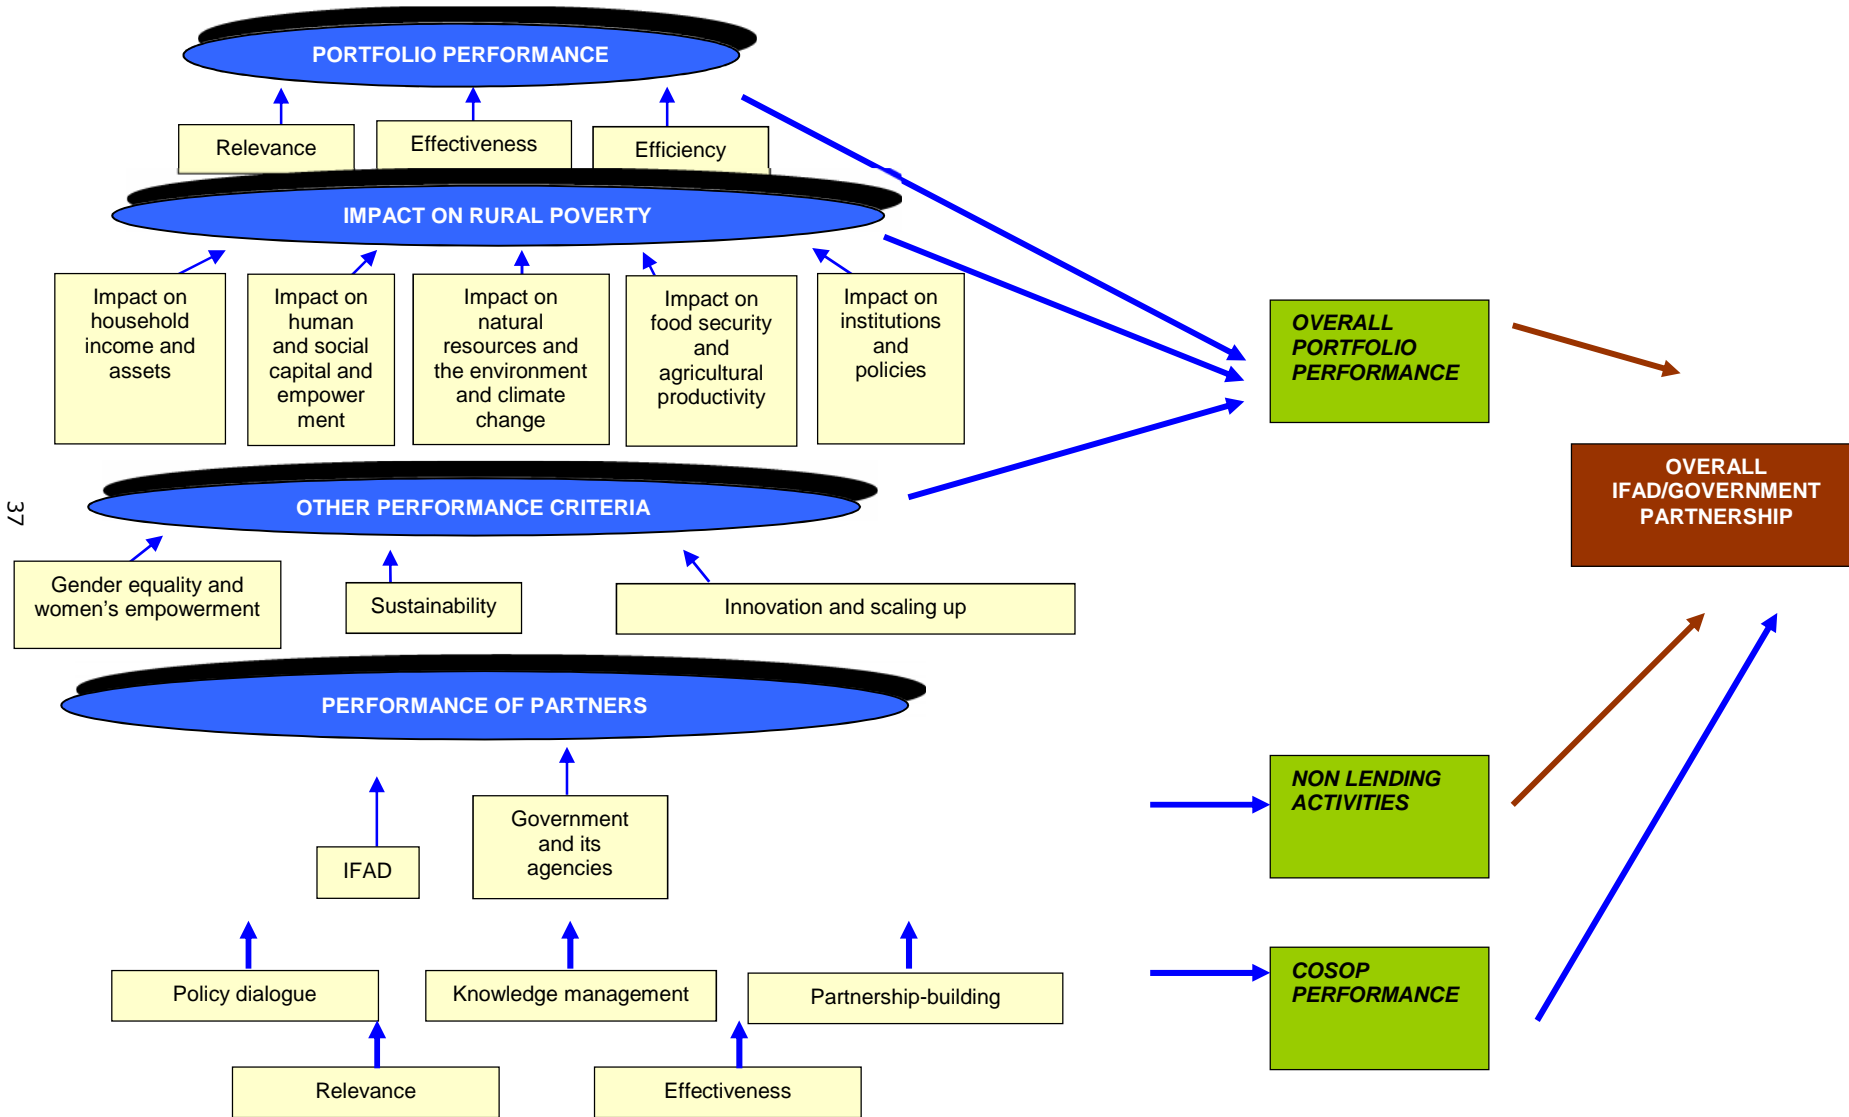 PORTFOLIO PERFORMANCE
Relevance
Effectiveness
Efficiency
IMPACT ON RURAL POVERTY
Impact on
household
income and
assets
Impact on
human
and social
capital and
empower
ment
Impact on
natural
resources and
the environment
and climate
change
Impact on
food security
and
agricultural
productivity
Impact on
institutions
and
policies
OVERALL
PORTFOLIO
PERFORMANCE
OVERALL
IFAD/GOVERNMENT
PARTNERSHIP
37
OTHER PERFORMANCE CRITERIA
Gender equality and
women's empowerment
Sustainability
Innovation and scaling up
PERFORMANCE OF PARTNERS
IFAD
Government
and its
agencies
NON LENDING
ACTIVITIES
Policy dialogue
Knowledge management
Partnership-building
COSOP
PERFORMANCE
Relevance
Effectiveness